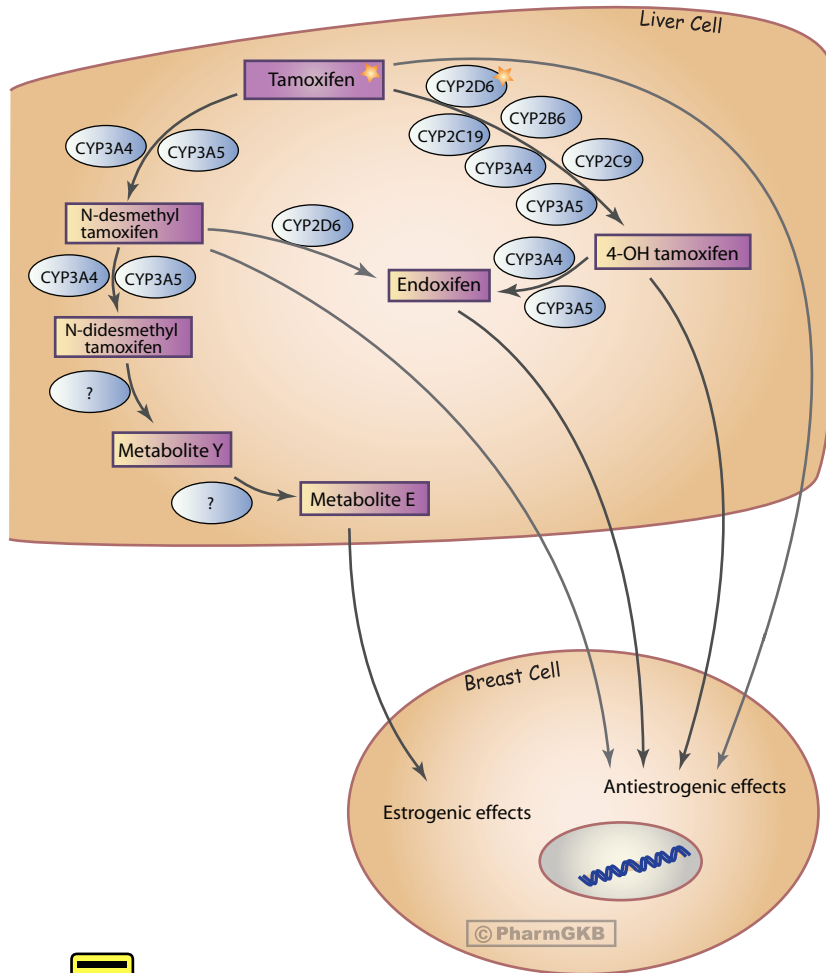 Liver Cell
Tamoxifen
CYP2D6
CYP2B6
CYP2C19
CYP3A4
CYP3A5
CYP2C9
CYP3A4
CYP3A5
N-desmethyl
tamoxifen
CYP2D6
4-OH tamoxifen
CYP3A4
CYP3A4
CYP3A5
Endoxifen
CYP3A5
N-didesmethyl
tamoxifen
?
Metabolite Y
?
Metabolite E
Breast Cell
Antiestrogenic effects
Estrogenic effects
© PharmGKB